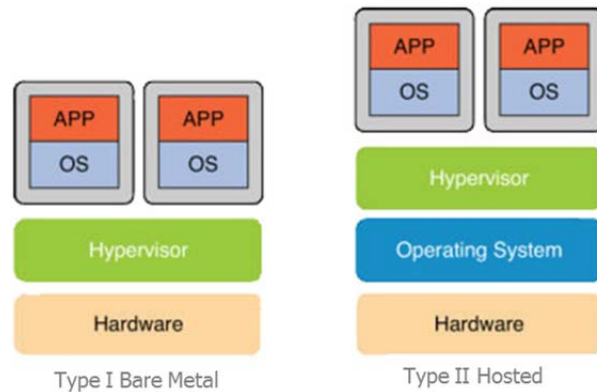 APP
OS
APP
OS
Hypervisor
Hardware
Type I Bare Metal
APP
OS
APP
OS
Hypervisor
Operating System
Hardware
Type II Hosted